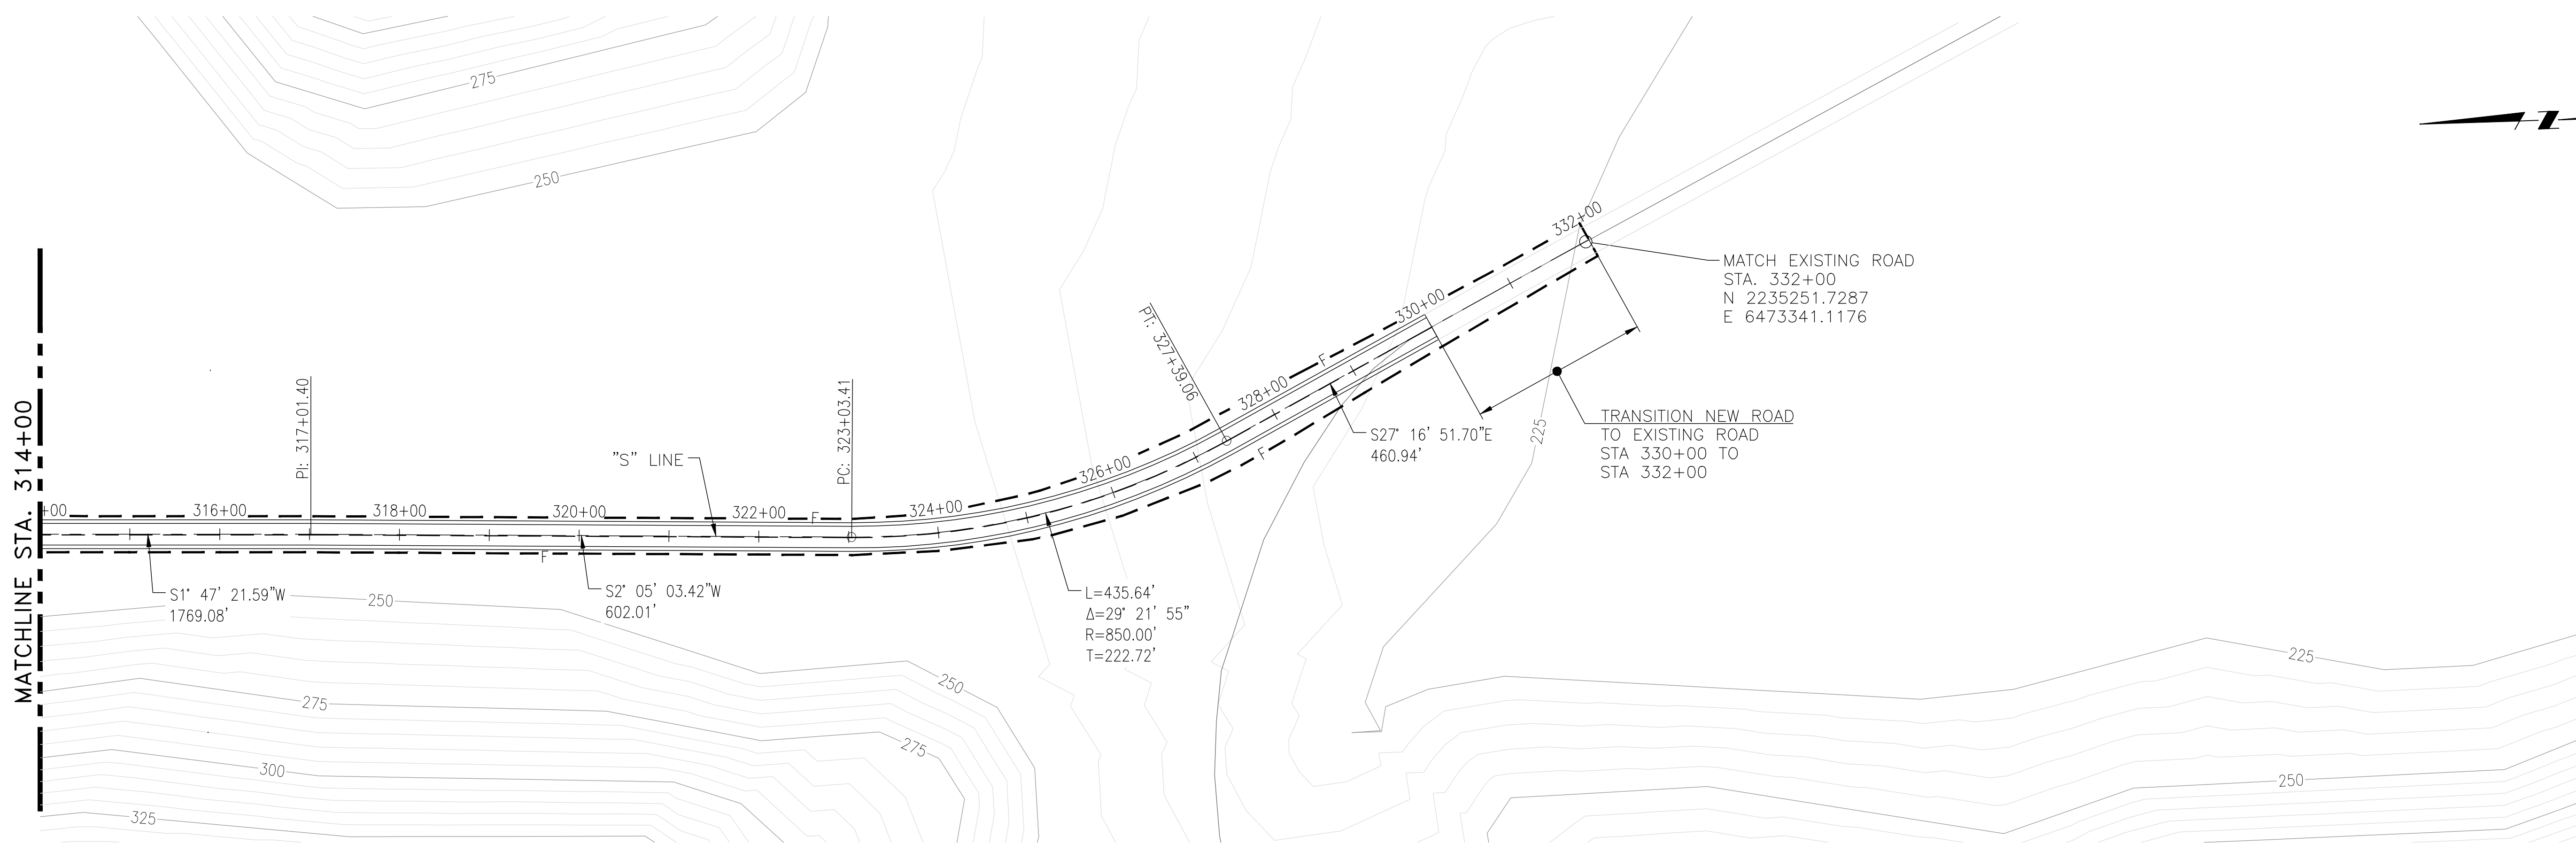 275
250
MATCHLINE STA. 314+00
+00
316+00
318+00
320+00
322+00
324+00
326+00
328+00
330+00
332+00
PI: 317+01.40
PC: 323+03.41
PT: 327+39.06
"S" LINE
F
F
F
F
S1° 47' 21.59"W
1769.08'
S2° 05' 03.42"W
602.01'
L=435.64'
Δ=29° 21' 55"
R=850.00'
T=222.72'
S27° 16' 51.70"E
460.94'
MATCH EXISTING ROAD
STA. 332+00
N 2235251.7287
E 6473341.1176
TRANSITION NEW ROAD
TO EXISTING ROAD
STA 330+00 TO
STA 332+00
225
Z
250
275
300
325
250
275
225
250